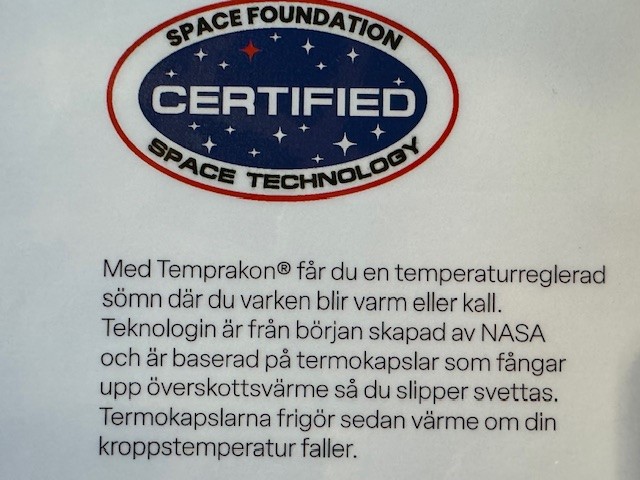 SPACE FOUNDATION
CERTIFIED
SPACE TECHNOLOGY
Med Temprakon® får du en temperaturreglerad
sömn där du varken blir varm eller kall.
Teknologin är från början skapad av NASA
och är baserad på termokapslar som fångar
upp överskottsvärme så du slipper svettas.
Termokapslarna frigör sedan värme om din
kroppstemperatur faller.